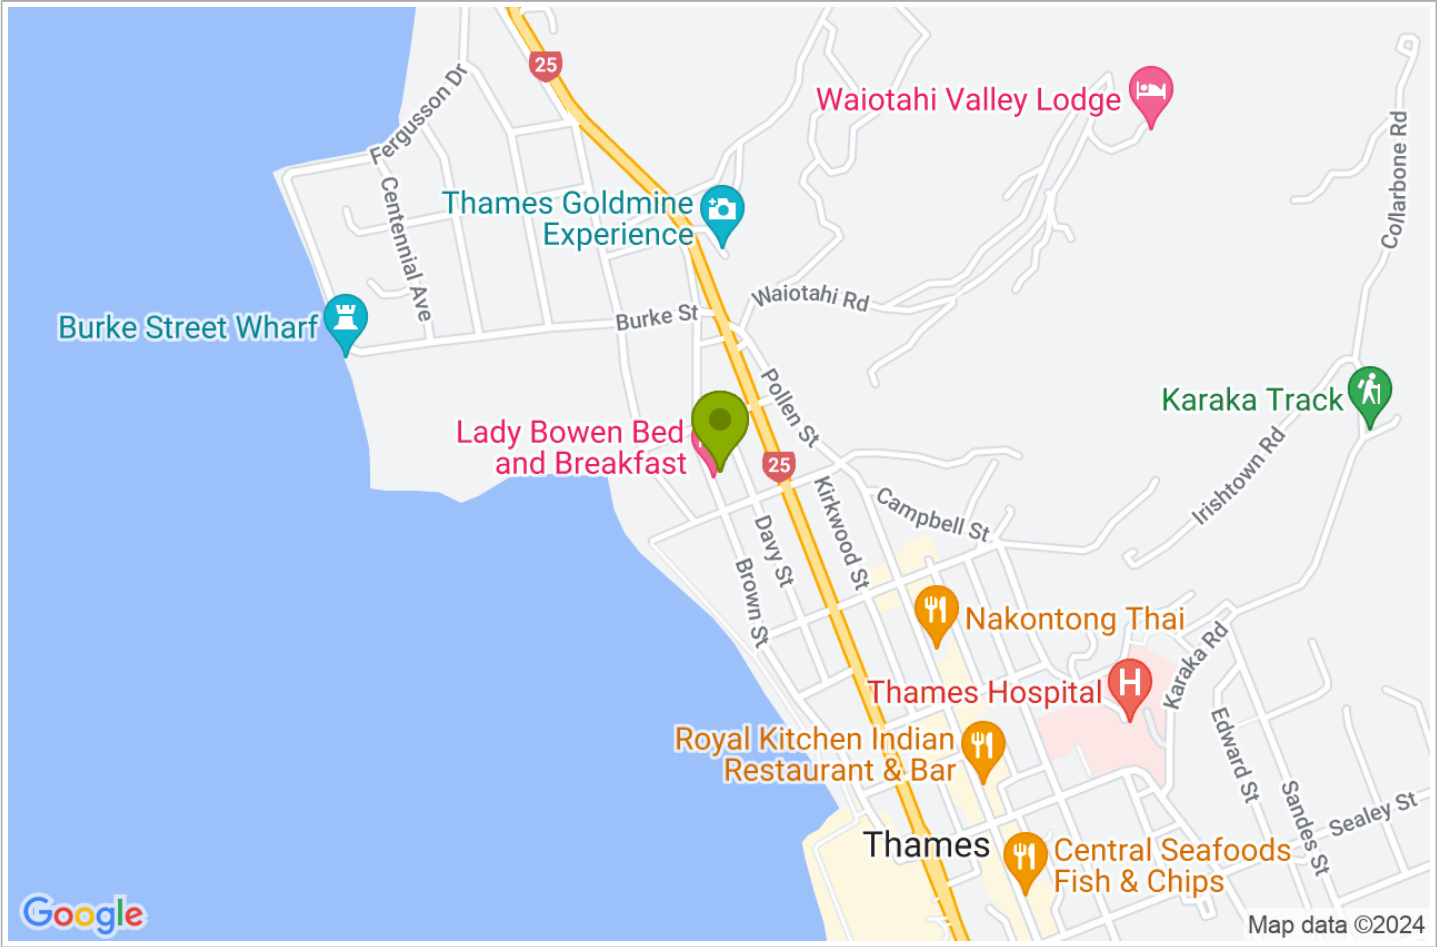 25
Waiotahi Valley Lodge
Fergusson Dr
Collarbone Rd
Centennial Ave
Thames Goldmine
Experience
Waiotahi Rd
Burke Street Wharf
Burke St
Pollen St
Karaka Track
Lady Bowen Bed
and Breakfast
25
Irishtown Rd
Kirkwood St
Campbell St
Davy St
Brown St
Nakontong Thai
Karaka Rd
Thames Hospital
H
Edward St
Royal Kitchen Indian
Restaurant & Bar
Sandes St
Sealey St
Thames
Central Seafoods
Fish & Chips
Google
Map data ©2024